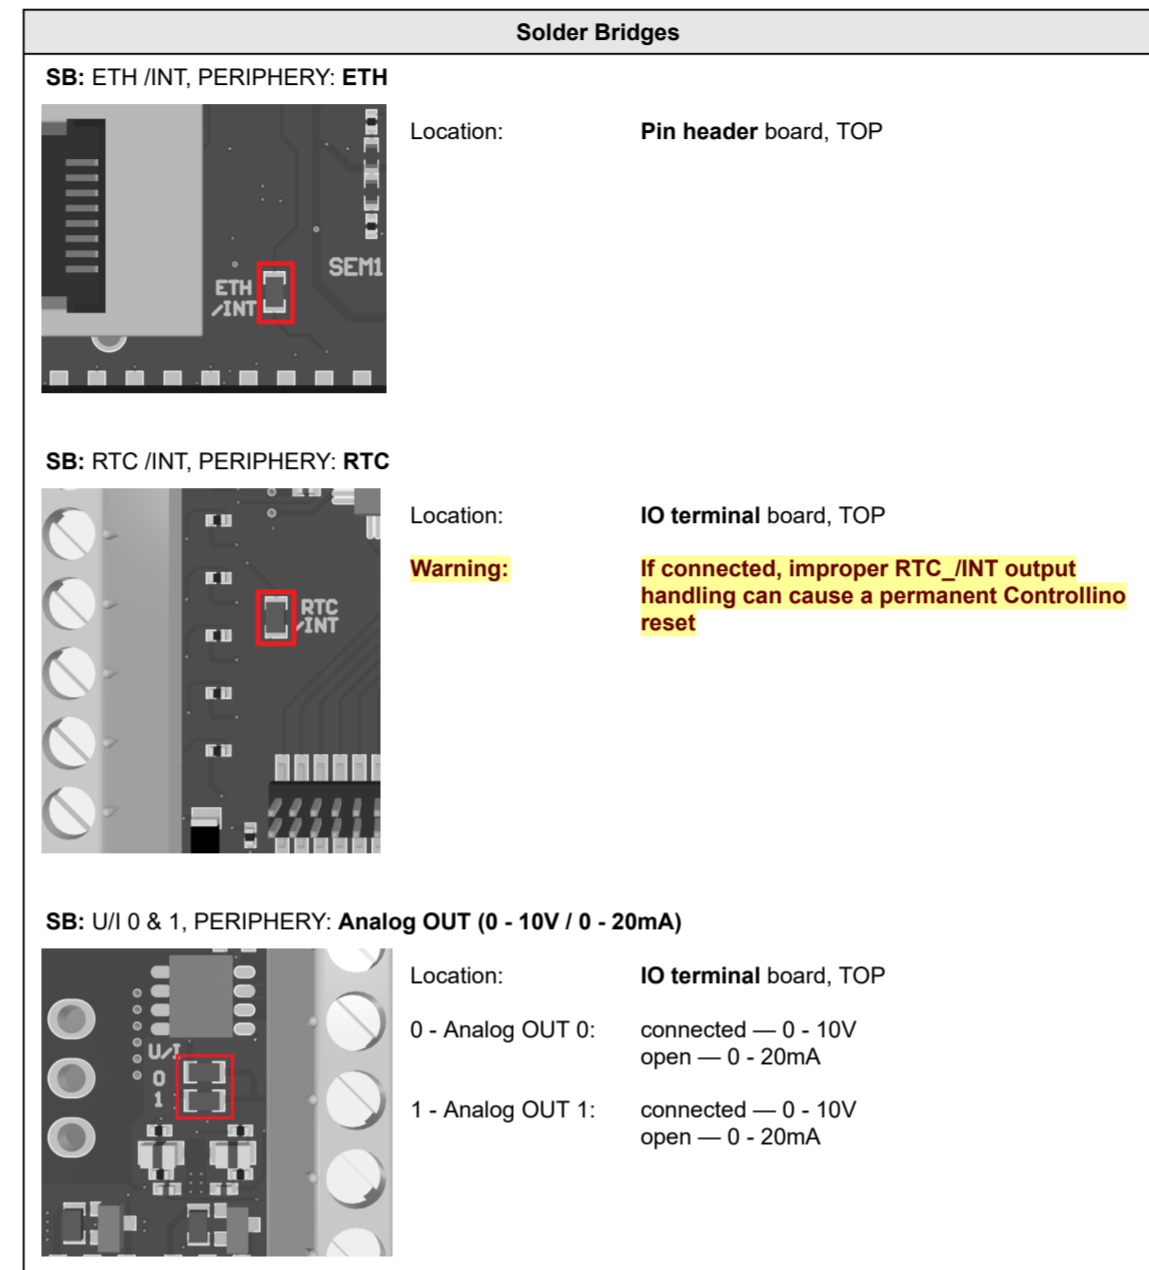 Solder Bridges
SB: ETH /INT, PERIPHERY: ETH
Location: Pin header board, TOP
SEM1
ETH
/INT
SB: RTC /INT, PERIPHERY: RTC
Location: IO terminal board, TOP
Warning: If connected, improper RTC_/INT output
handling can cause a permanent Controllino
reset
RTC
/INT
SB: U/I 0 & 1, PERIPHERY: Analog OUT (0 - 10V / 0 - 20mA)
Location: IO terminal board, TOP
0 - Analog OUT 0: connected — 0 - 10V
open — 0 - 20mA
1 - Analog OUT 1: connected — 0 - 10V
open — 0 - 20mA
U/I
0
1